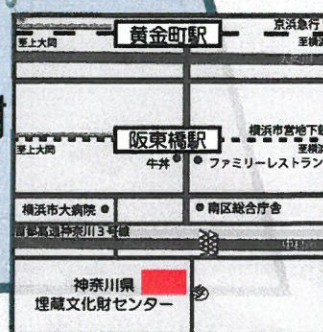 京浜急行
黄金町駅
至上大岡
至横浜
大岡川
横浜市営地下鉄
阪東橋駅
至上大岡
至横浜
牛丼
ファミリーレストラン
横浜市大病院
南区総合庁舎
首都高速神奈川3号線
神奈川県
埋蔵文化財センター